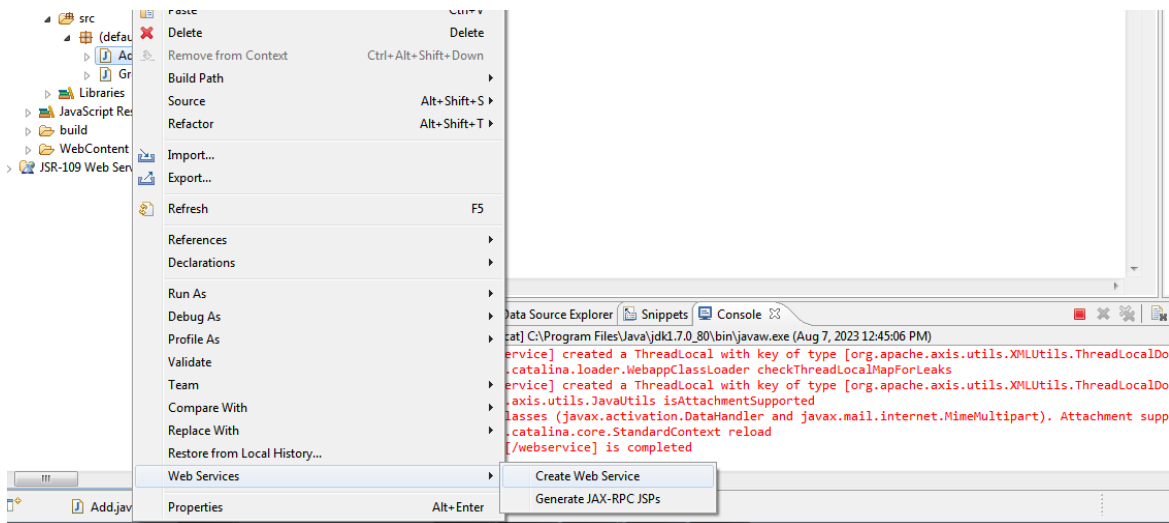 src
(defau
Ad
Gr
Libraries
JavaScript Res
build
WebContent
JSR-109 Web Serv
Paste Ctrl+V
Delete Delete
Remove from Context Ctrl+Alt+Shift+Down
Build Path
Source Alt+Shift+S
Refactor Alt+Shift+T
Import...
Export...
Refresh F5
References
Declarations
Run As
Debug As
Profile As
Validate
Team
Compare With
Replace With
Restore from Local History...
Web Services
Properties Alt+Enter
Create Web Service
Generate JAX-RPC JSPs
Data Source Explorer Snippets Console
cat] C:\Program Files\Java\jdk1.7.0_80\bin\javaw.exe (Aug 7, 2023 12:45:06 PM)
ervice] created a ThreadLocal with key of type [org.apache.axis.utils.XMLUtils.ThreadLocalDo
.catalina.loader.WebappClassLoader checkThreadLocalMapForLeaks
ervice] created a ThreadLocal with key of type [org.apache.axis.utils.XMLUtils.ThreadLocalDo
.axis.utils.JavaUtils isAttachmentSupported
lasses (javax.activation.DataHandler and javax.mail.internet.MimeMultipart). Attachment supp
.catalina.core.StandardContext reload
[/webservice] is completed
Add.jav